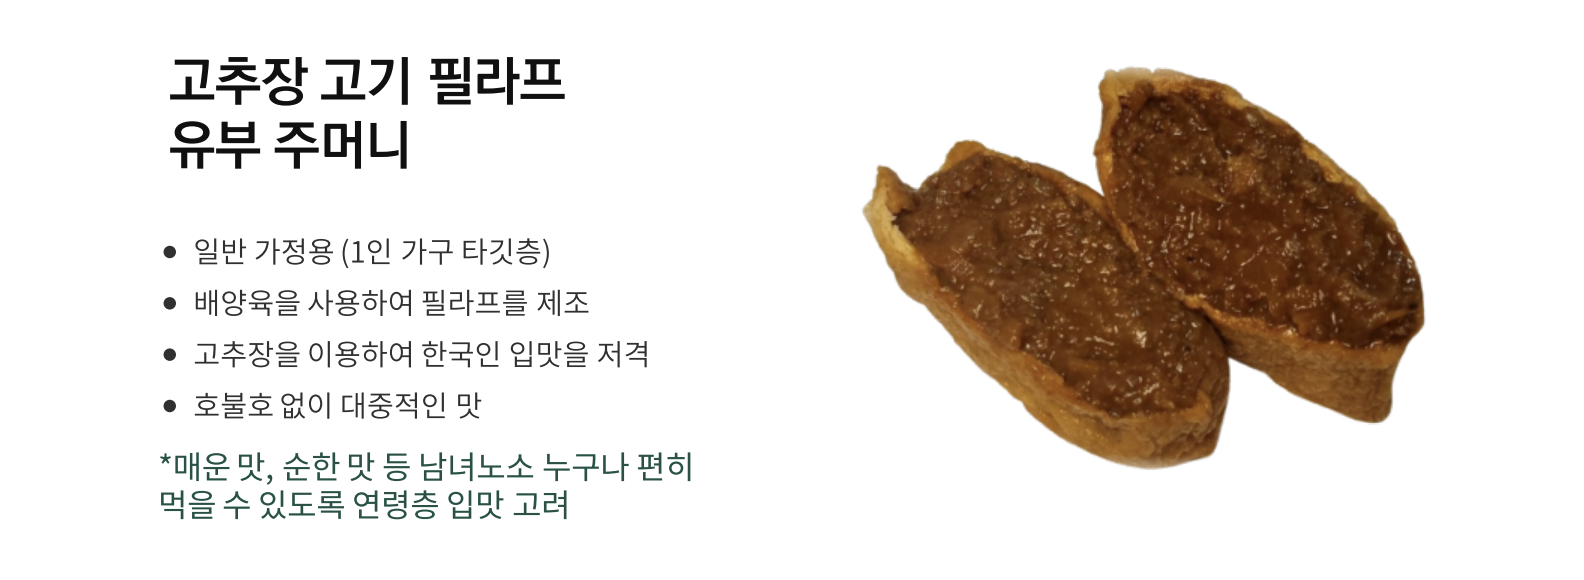 고추장 고기 필라프
유부 주머니
● 일반 가정용 (1인 가구 타깃층)
● 배양육을 사용하여 필라프를 제조
● 고추장을 이용하여 한국인 입맛을 저격
● 호불호 없이 대중적인 맛
*매운 맛, 순한 맛 등 남녀노소 누구나 편히
먹을 수 있도록 연령층 입맛 고려